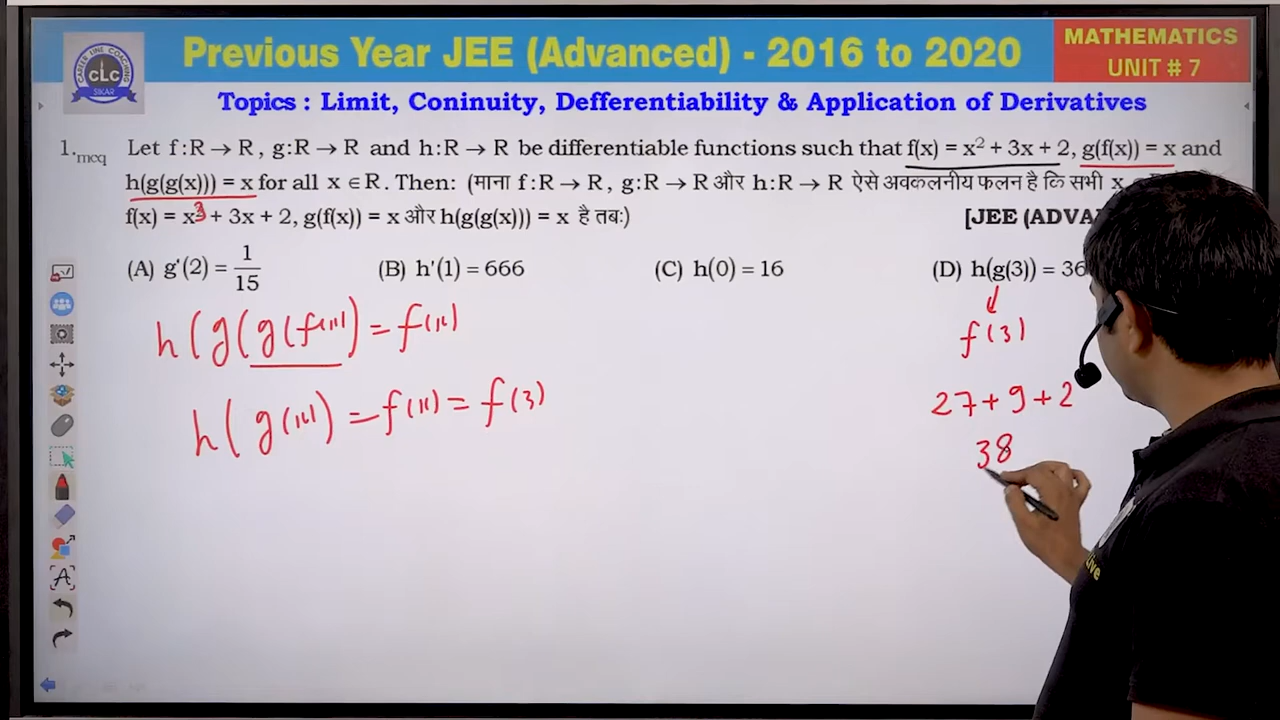 Previous Year JEE (Advanced) - 2016 to 2020
MATHEMATICS
UNIT # 7
CLC
SIKAR
Topics : Limit, Coninuity, Defferentiability & Application of Derivatives
1.mcq Let f:R → R, g:R → R and h:R → R be differentiable functions such that f(x) = x² + 3x + 2, g(f(x)) = x and
h(g(g(x))) = x for all x ∈ R. Then: (माना f:R → R, g:R → R और h:R → R ऐसे अवकलनीय फलन है कि सभी x
f(x) = x³ + 3x + 2, g(f(x)) = x और h(g(g(x))) = x है तब:)
[JEE (ADVA
(A) g'(2) = 1/15 (B) h'(1) = 666 (C) h(0) = 16 (D) h(g(3)) = 36
h(g(g(f(x)) = f(x)
h(g(x)) = f(x) = f(3)
f(3)
27+9+2
38